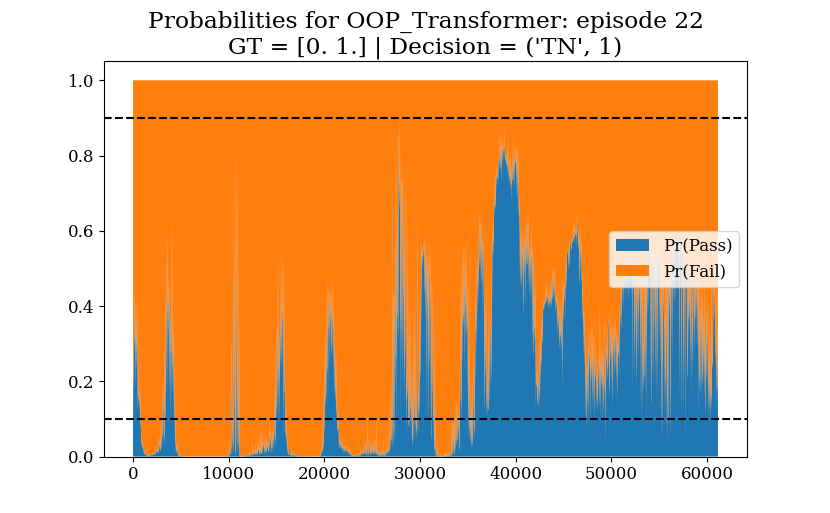 Probabilities for OOP_Transformer: episode 22
GT = [0. 1.] | Decision = ('TN', 1)
1.0
0.8
0.6
0.4
0.2
0.0
Pr(Pass)
Pr(Fail)
0 10000 20000 30000 40000 50000 60000